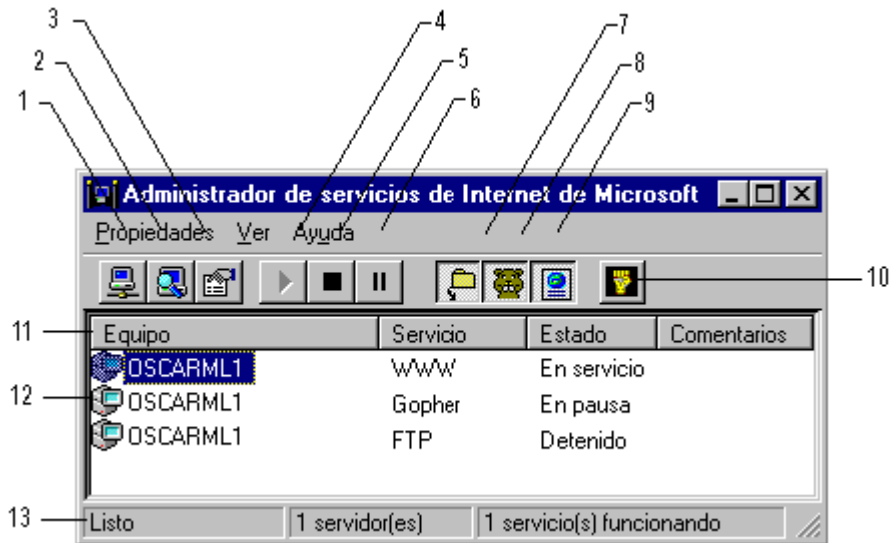 3 4 7
2 5 8
1 6 9
Administrador de servicios de Internet de Microsoft
Propiedades Ver Ayuda
10
11 Equipo Servicio Estado Comentarios
OSCARML1 WWW En servicio
12 OSCARML1 Gopher En pausa
OSCARML1 FTP Detenido
13 Listo 1 servidor(es) 1 servicio(s) funcionando